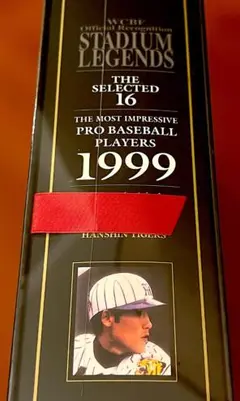 WCBF
Official Recognition
STADIUM
LEGENDS
THE
SELECTED
16
THE MOST IMPRESSIVE
PRO BASEBALL
PLAYERS
1999
HANSHIN TIGERS